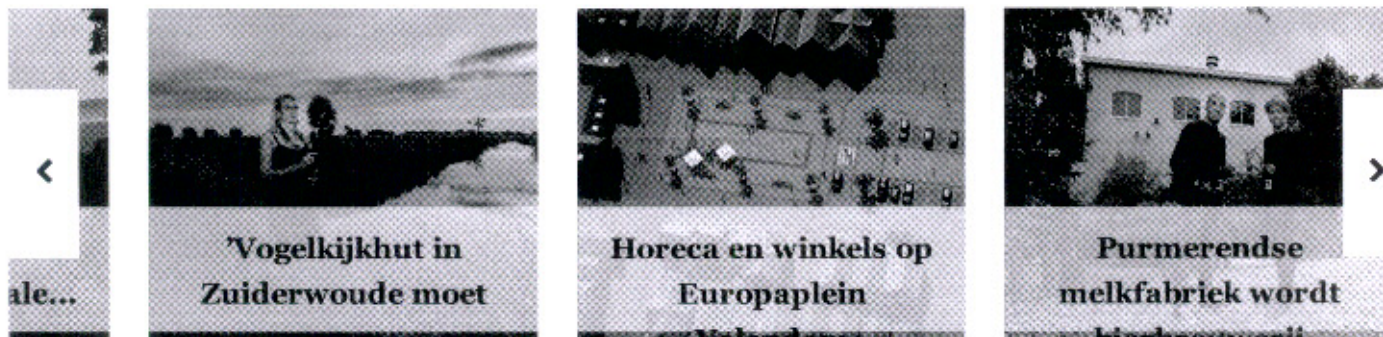 ale...
'Vogelkijkhut in
Zuiderwoude moet
Horeca en winkels op
Europaplein
Purmerendse
melkfabriek wordt